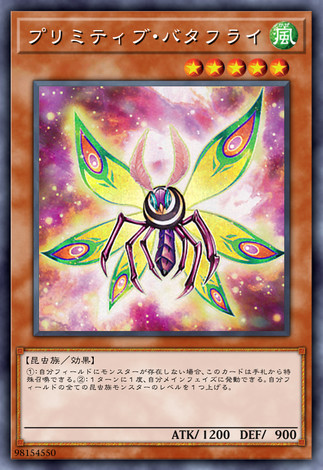 プリミティブ・バタフライ
風
【昆虫族／効果】
①:自分フィールドにモンスターが存在しない場合、このカードは手札から特
殊召喚できる。②:1ターンに1度、自分メインフェイズに発動できる。自分フ
ィールドの全ての昆虫族モンスターのレベルを1つ上げる。
ATK/1200 DEF/ 900
98154550